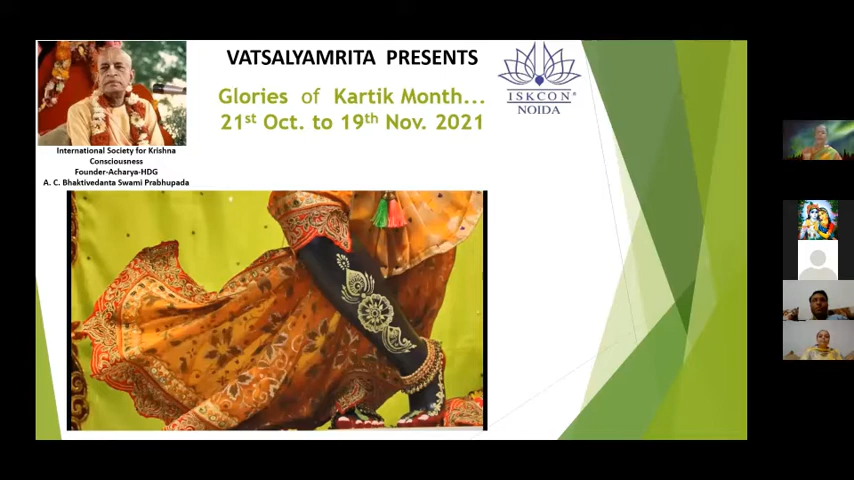 VATSALYAMRITA PRESENTS
Glories of Kartik Month...
21st Oct. to 19th Nov. 2021
ISKCON®
NOIDA
International Society for Krishna
Consciousness
Founder-Acharya-HDG
A. C. Bhaktivedanta Swami Prabhupada